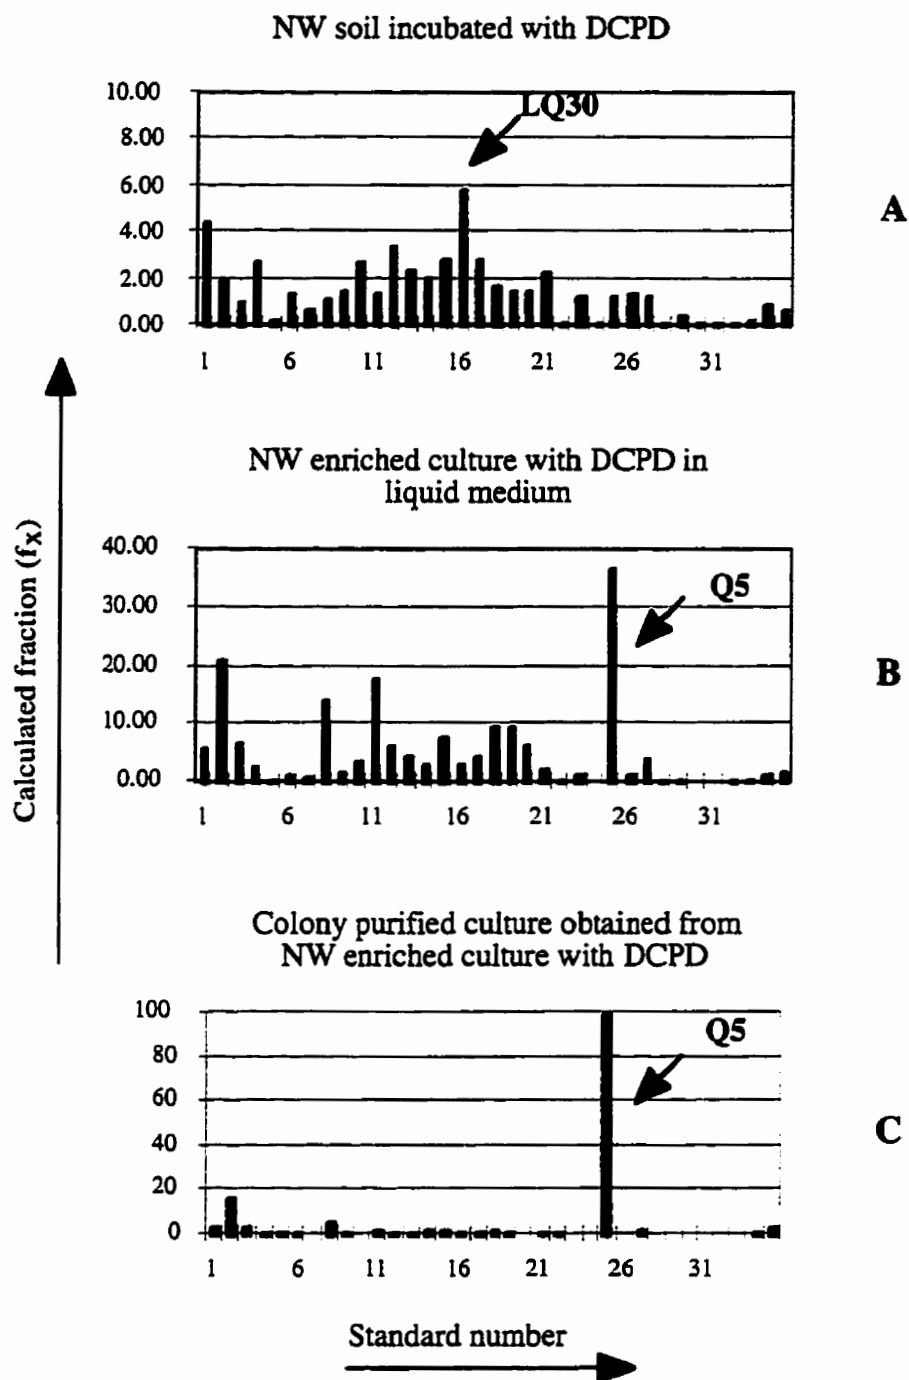 NW soil incubated with DCPD
10.00
8.00
6.00
4.00
2.00
0.00
LQ30
A
1 6 11 16 21 26 31
NW enriched culture with DCPD in
liquid medium
40.00
30.00
20.00
10.00
0.00
Q5
B
1 6 11 16 21 26 31
Calculated fraction (fx)
Colony purified culture obtained from
NW enriched culture with DCPD
100
80
60
40
20
0
Q5
C
1 6 11 16 21 26 31
Standard number